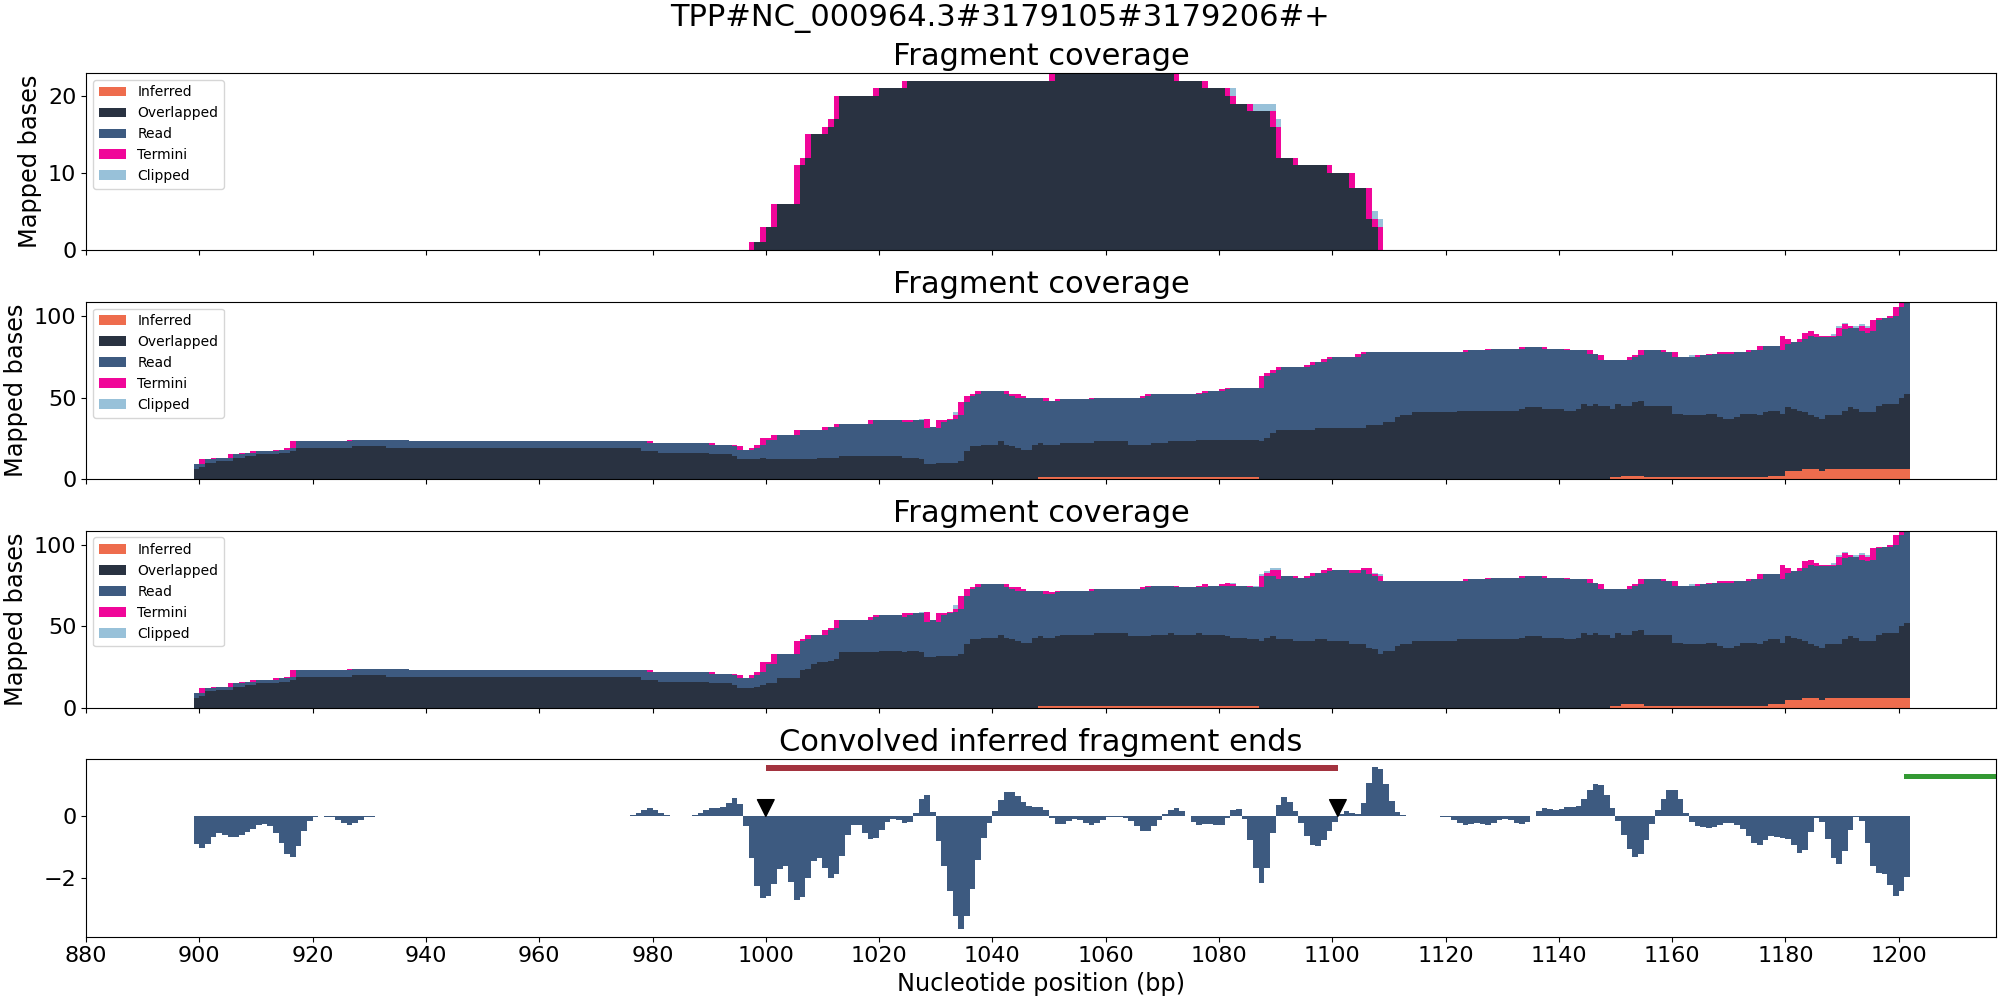 TPP#NC_000964.3#3179105#3179206#+
Fragment coverage
Mapped bases
20
10
0
Inferred
Overlapped
Read
Termini
Clipped
Fragment coverage
Mapped bases
100
50
0
Inferred
Overlapped
Read
Termini
Clipped
Fragment coverage
Mapped bases
100
50
0
Inferred
Overlapped
Read
Termini
Clipped
Convolved inferred fragment ends
0
−2
880 900 920 940 960 980 1000 1020 1040 1060 1080 1100 1120 1140 1160 1180 1200
Nucleotide position (bp)